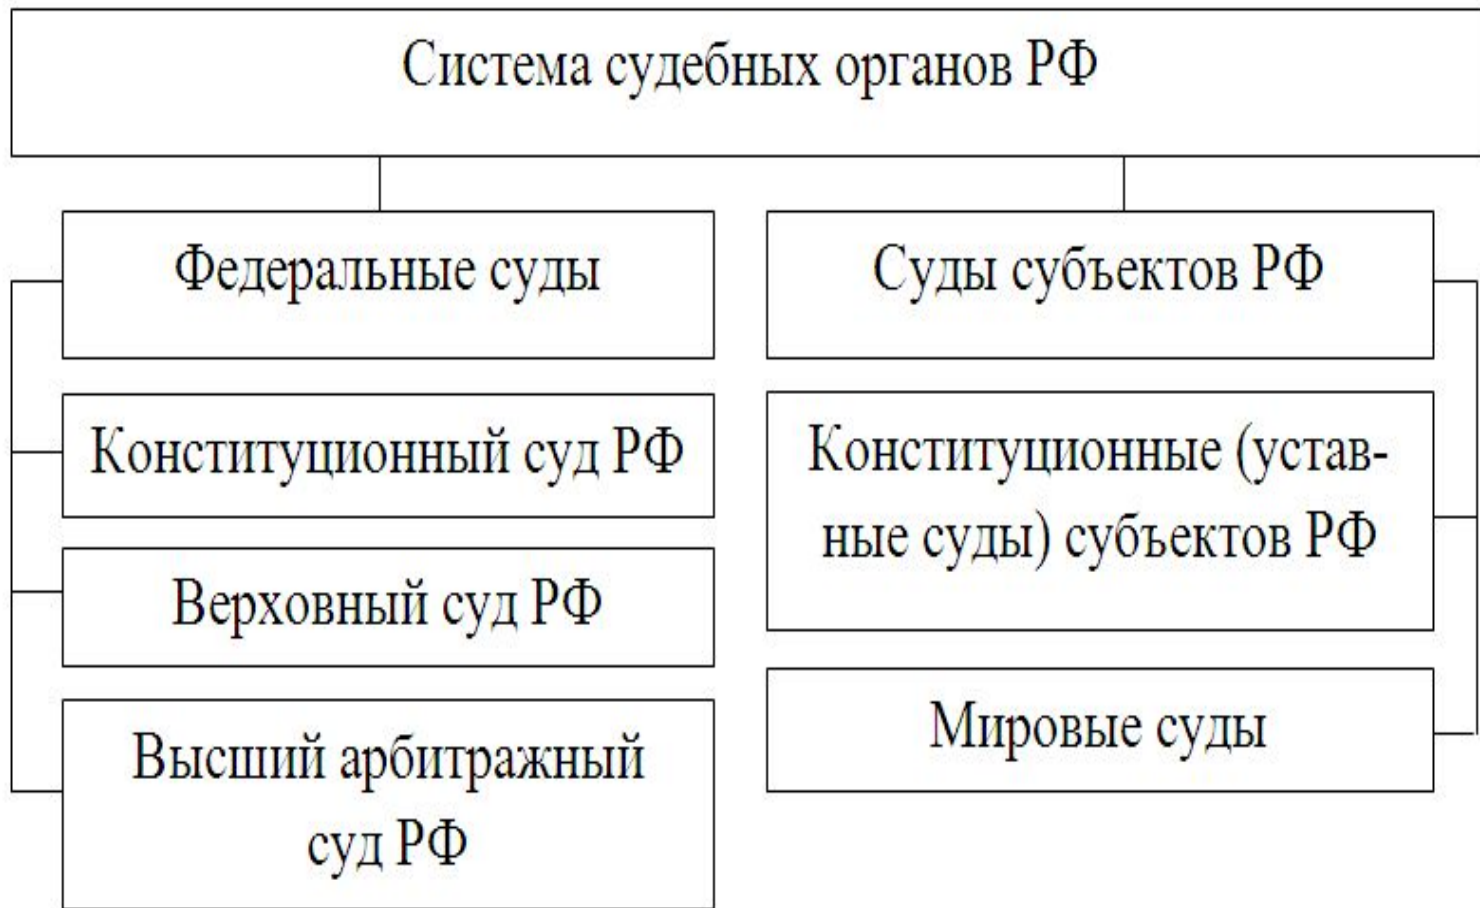 Система судебных органов РФ
Федеральные суды
Конституционный суд РФ
Верховный суд РФ
Высший арбитражный
суд РФ
Суды субъектов РФ
Конституционные (устав-
ные суды) субъектов РФ
Мировые суды